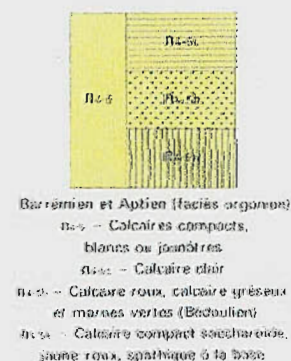 Barrémien et Aptien (faciès urgonien)
– Calcaires compacts,
blancs ou jaunâtres
– Calcaire clair
– Calcaire roux, calcaire gréseux
et marnes vertes (Bédoulien)
– Calcaire compact saccharoïde,
jaune roux, spathique à la base